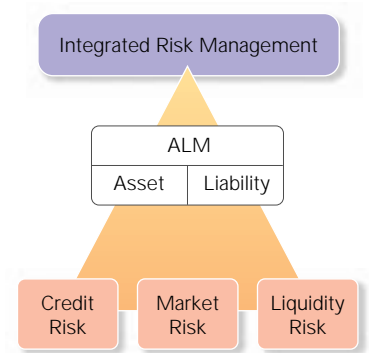 Integrated Risk Management
ALM
Asset Liability
Credit Market Liquidity
Risk Risk Risk